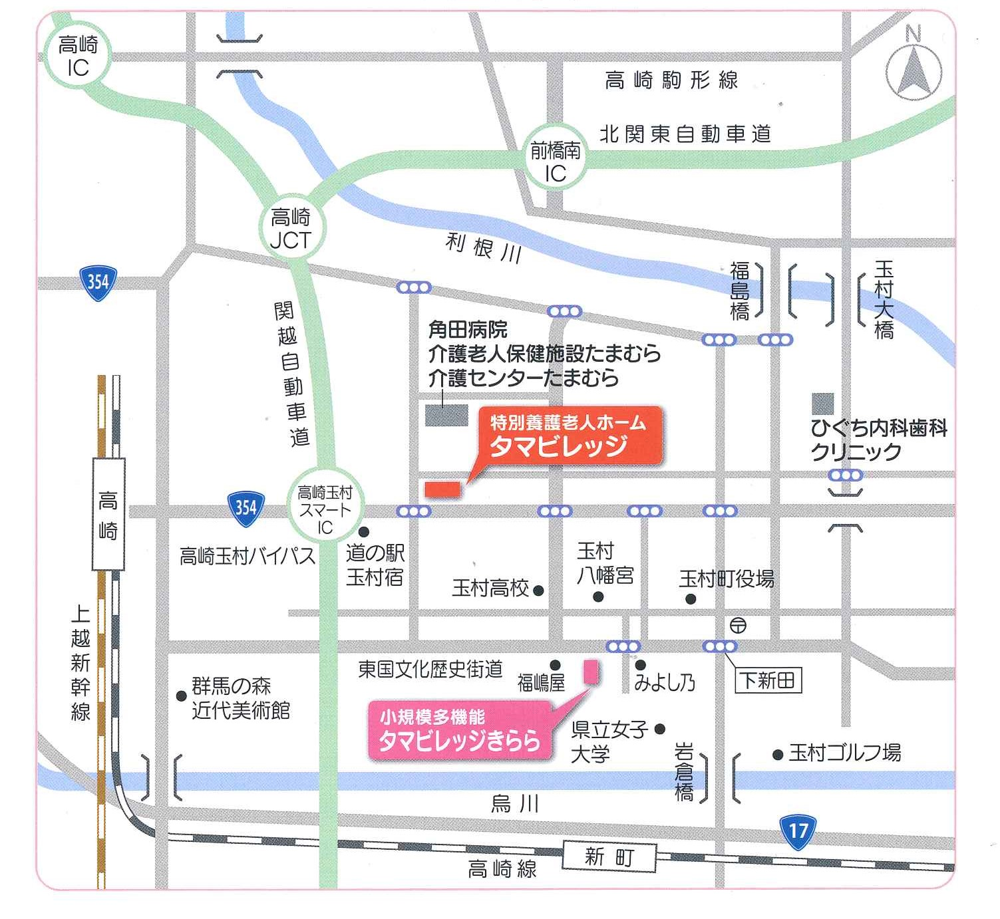 高崎
IC
N
高崎駒形線
北関東自動車道
前橋南
IC
高崎
JCT
利根川
354
福島橋
玉村大橋
関越自動車道
角田病院
介護老人保健施設たまむら
介護センターたまむら
特別養護老人ホーム
タマビレッジ
ひぐち内科歯科
クリニック
高崎
354
高崎玉村
スマート
IC
高崎玉村バイパス
道の駅
玉村宿
玉村高校
玉村
八幡宮
玉村町役場
〒
上越新幹線
東国文化歴史街道
福嶋屋
みよし乃
下新田
群馬の森
近代美術館
小規模多機能
タマビレッジきらら
県立女子
大学
岩倉橋
玉村ゴルフ場
烏川
17
新町
高崎線